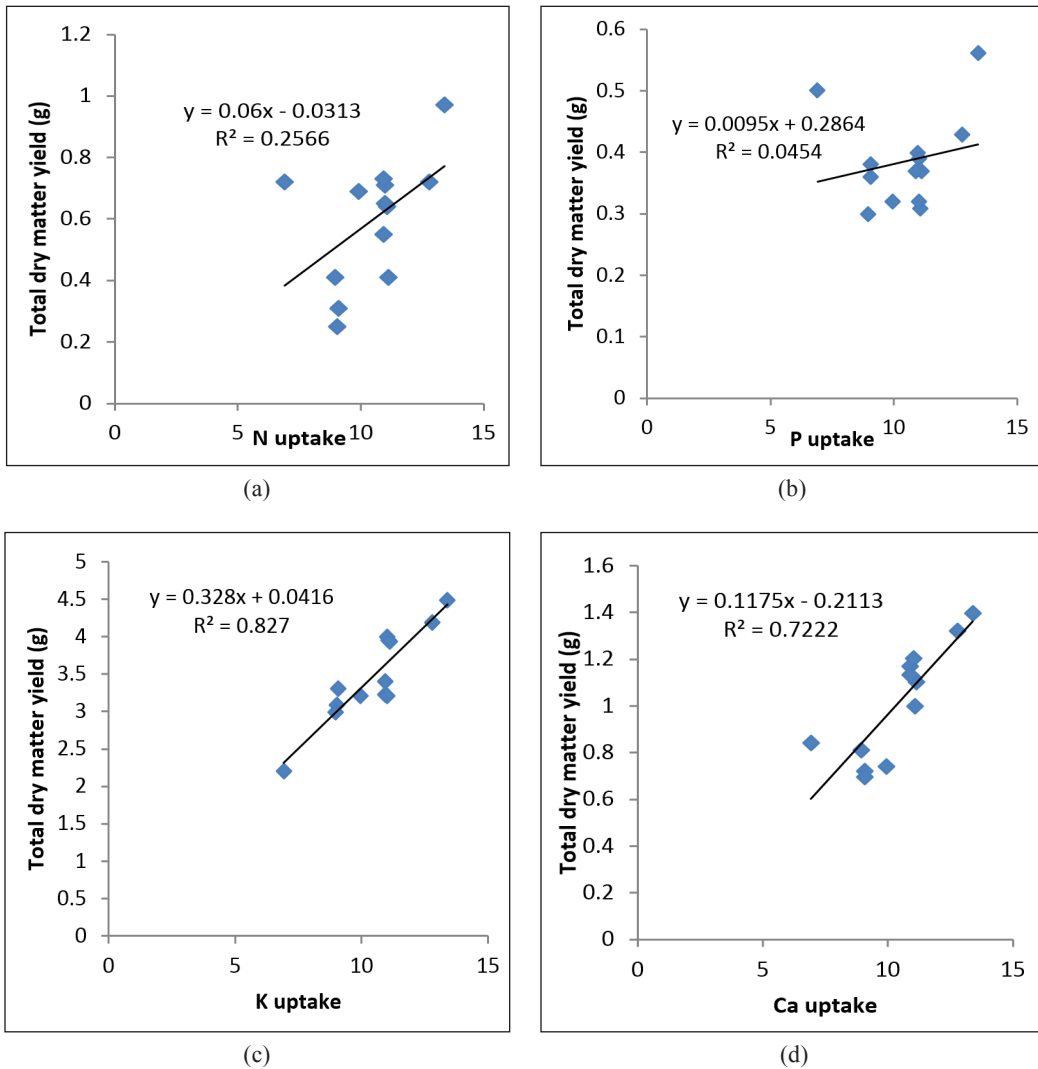 Total dry matter yield (g)
1.2
1
0.8
0.6
0.4
0.2
0
y = 0.06x - 0.0313
R² = 0.2566
0
5
10
15
N uptake
(a)
Total dry matter yield (g)
0.6
0.5
0.4
0.3
0.2
0.1
0
y = 0.0095x + 0.2864
R² = 0.0454
0
5
10
15
P uptake
(b)
Total dry matter yield (g)
5
4.5
4
3.5
3
2.5
2
1.5
1
0.5
0
y = 0.328x + 0.0416
R² = 0.827
0
5
10
15
K uptake
(c)
Total dry matter yield (g)
1.6
1.4
1.2
1
0.8
0.6
0.4
0.2
0
y = 0.1175x - 0.2113
R² = 0.7222
0
5
10
15
Ca uptake
(d)